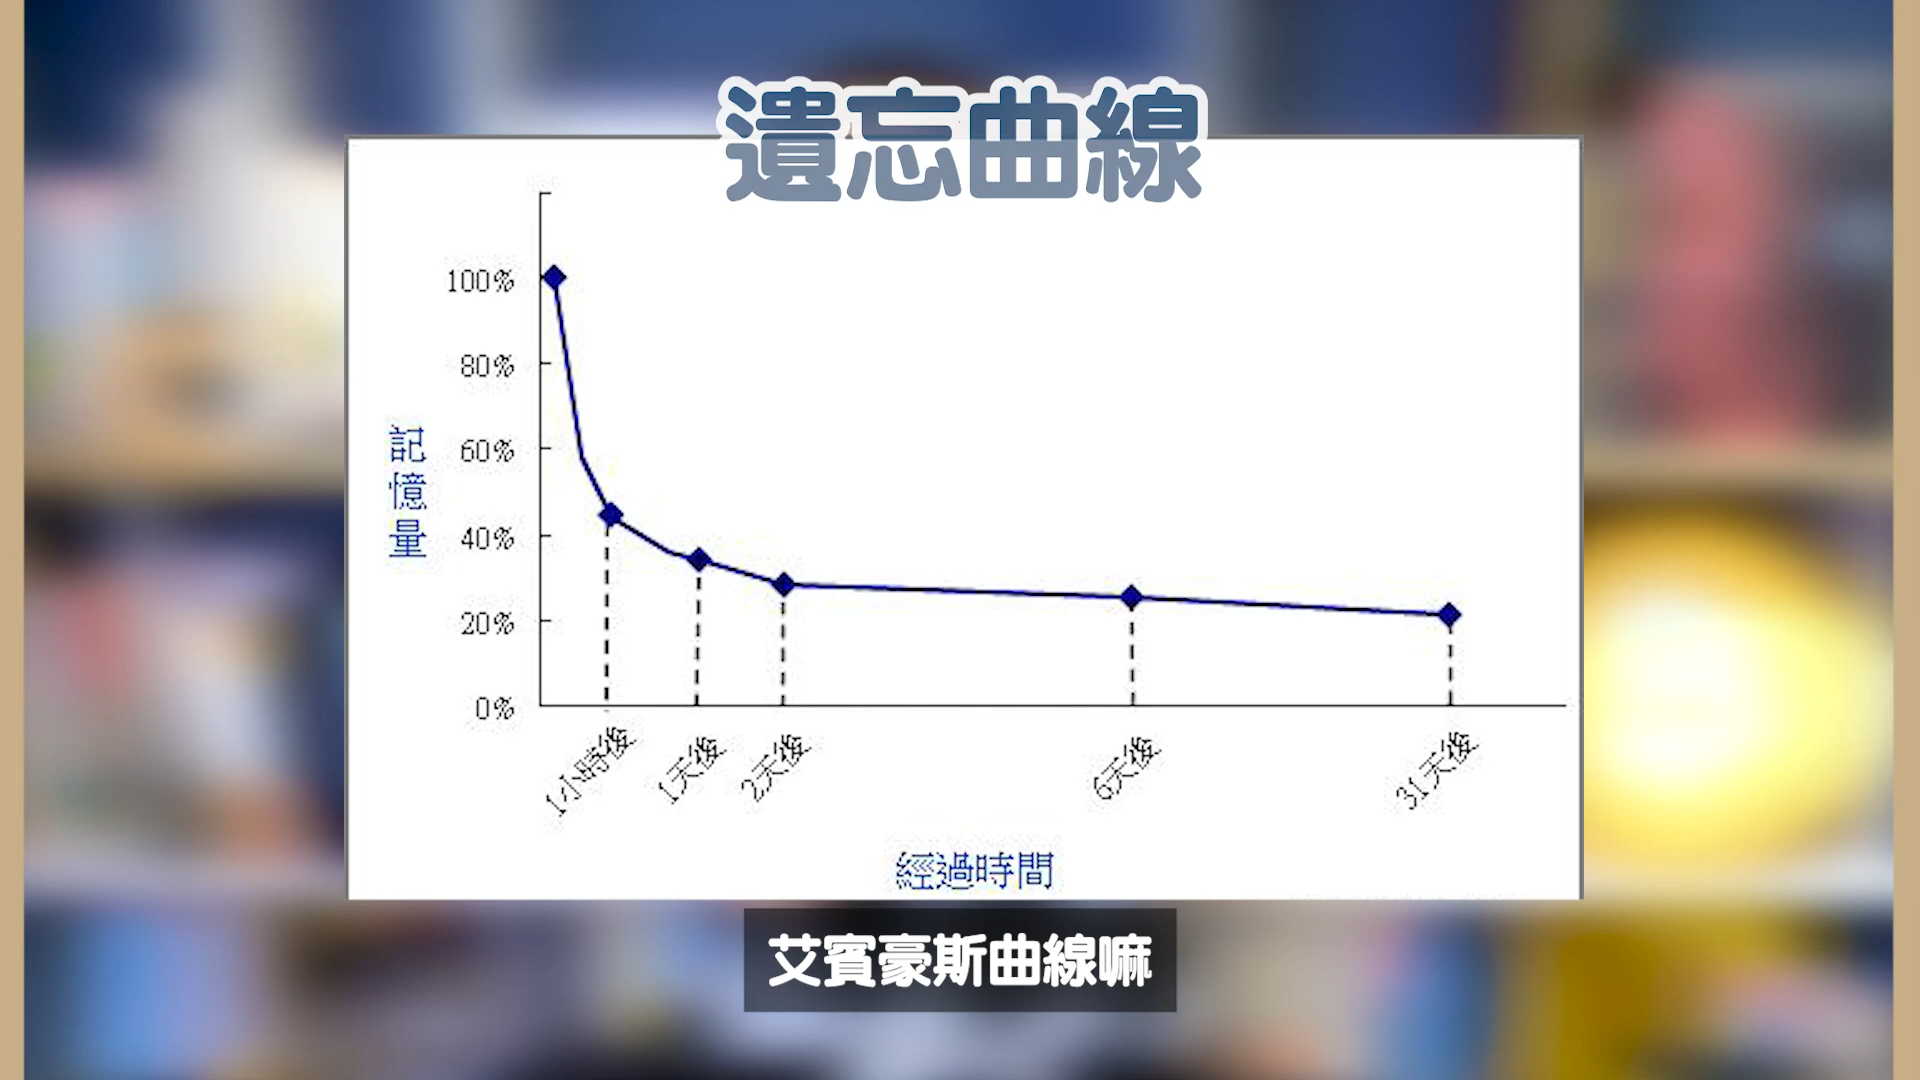 遺忘曲線
100%
80%
60%
40%
20%
0%
記憶量
1小時後
1天後
2天後
6天後
31天後
經過時間
艾賓豪斯曲線嘛